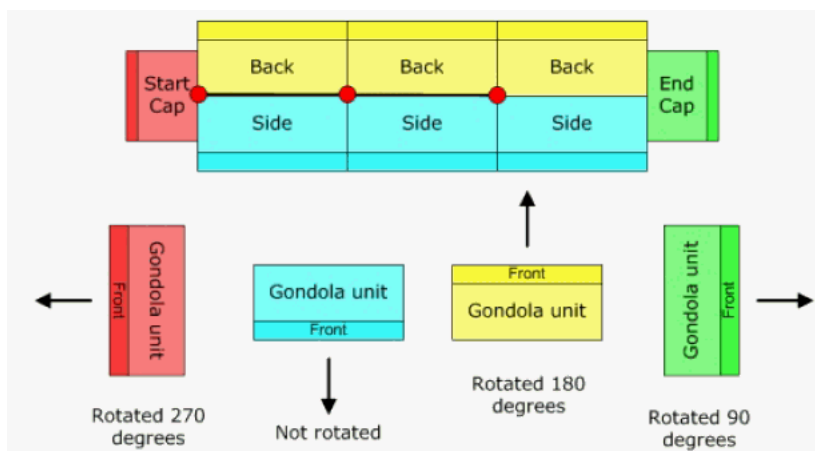 Start
Cap
Back
Back
Back
End
Cap
Side
Side
Side
Front
Gondola unit
Gondola unit
Front
Front
Gondola unit
Gondola unit
Front
Rotated 270
degrees
Not rotated
Rotated 180
degrees
Rotated 90
degrees